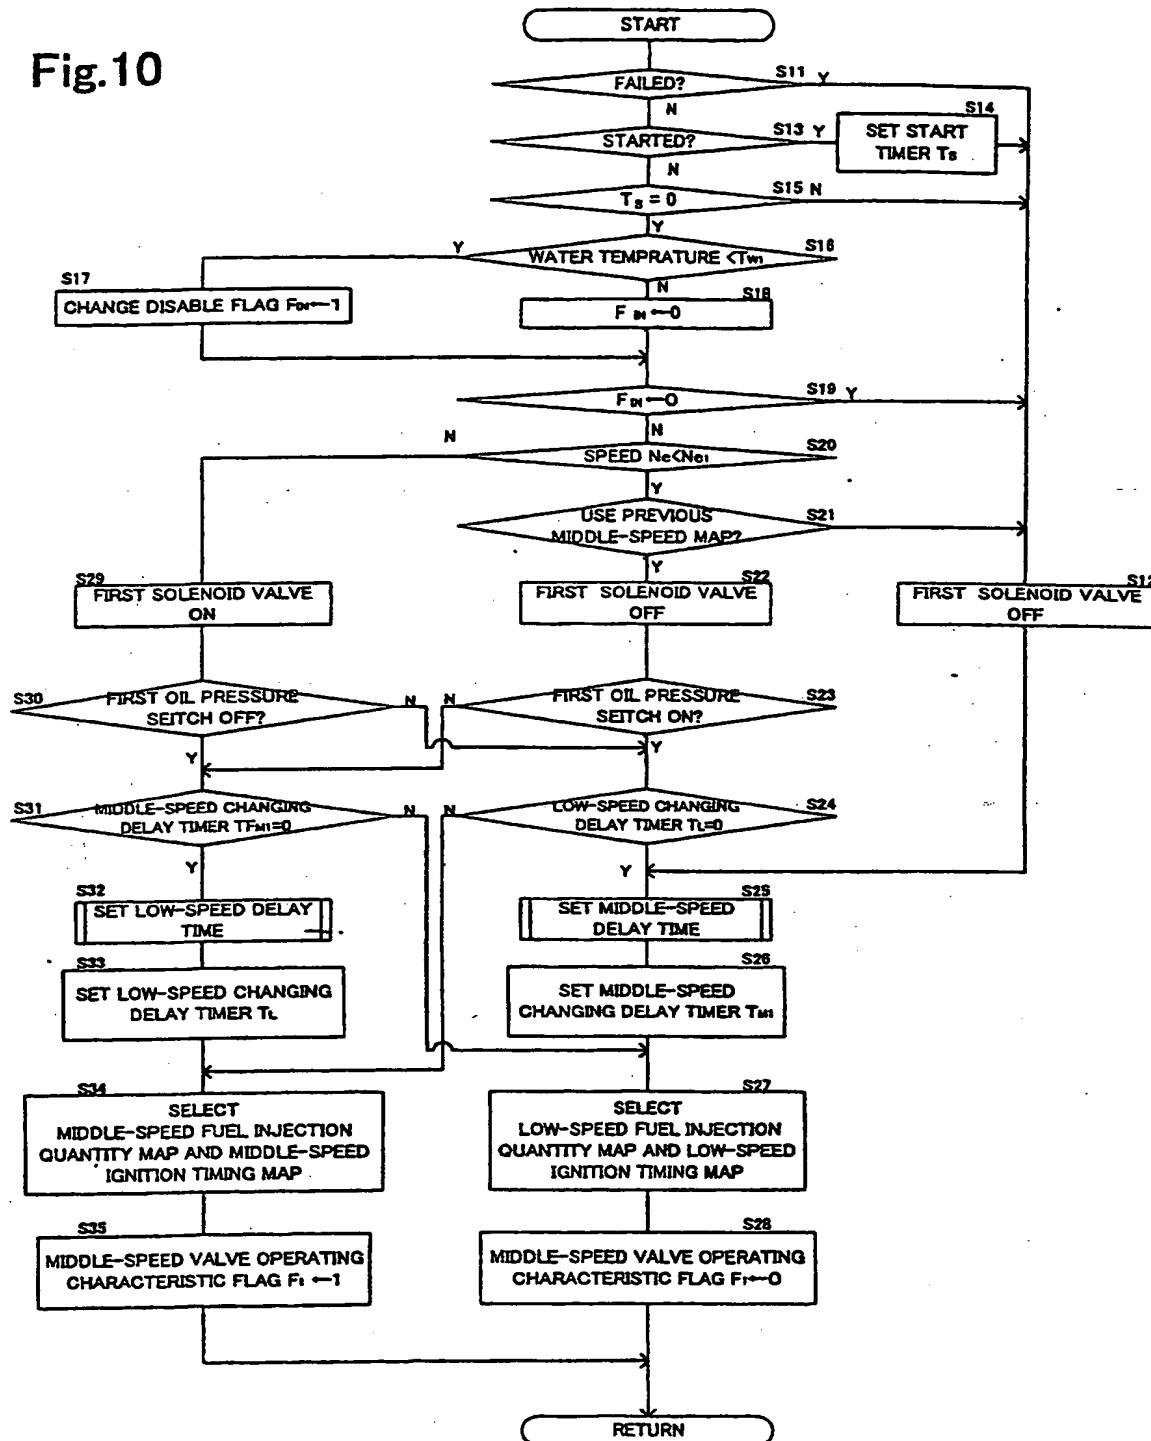 Fig.10
START
FAILED?
S11
Y
N
STARTED?
S13
Y
S14
SET START
TIMER Ts
N
Ts = 0
S15
N
Y
WATER TEMPRATURE <Tw1
S16
Y
N
S17
CHANGE DISABLE FLAG FDN←1
S18
F DN ←0
F DN ←0
S19
Y
N
SPEED Ne<Ne1
S20
N
Y
USE PREVIOUS
MIDDLE-SPEED MAP?
S21
Y
S29
FIRST SOLENOID VALVE
ON
S22
FIRST SOLENOID VALVE
OFF
S12
FIRST SOLENOID VALVE
OFF
S30
FIRST OIL PRESSURE
SEITCH OFF?
N
Y
N
FIRST OIL PRESSURE
SEITCH ON?
S23
Y
S31
MIDDLE-SPEED CHANGING
DELAY TIMER TFM1=0
N
Y
N
LOW-SPEED CHANGING
DELAY TIMER TL=0
S24
Y
S32
SET LOW-SPEED DELAY
TIME
S25
SET MIDDLE-SPEED
DELAY TIME
S33
SET LOW-SPEED CHANGING
DELAY TIMER TL
S26
SET MIDDLE-SPEED
CHANGING DELAY TIMER TM1
S34
SELECT
MIDDLE-SPEED FUEL INJECTION
QUANTITY MAP AND MIDDLE-SPEED
IGNITION TIMING MAP
S27
SELECT
LOW-SPEED FUEL INJECTION
QUANTITY MAP AND LOW-SPEED
IGNITION TIMING MAP
S35
MIDDLE-SPEED VALVE OPERATING
CHARACTERISTIC FLAG F1 ←1
S28
MIDDLE-SPEED VALVE OPERATING
CHARACTERISTIC FLAG F1←0
RETURN